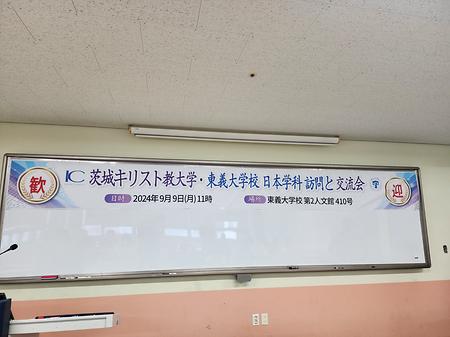 歓 IC 茨城キリスト教大学・東義大学校 日本学科 訪問と交流会 迎
日時 2024年 9月 9日(月) 11時 場所 東義大学校 第2人文館 410号